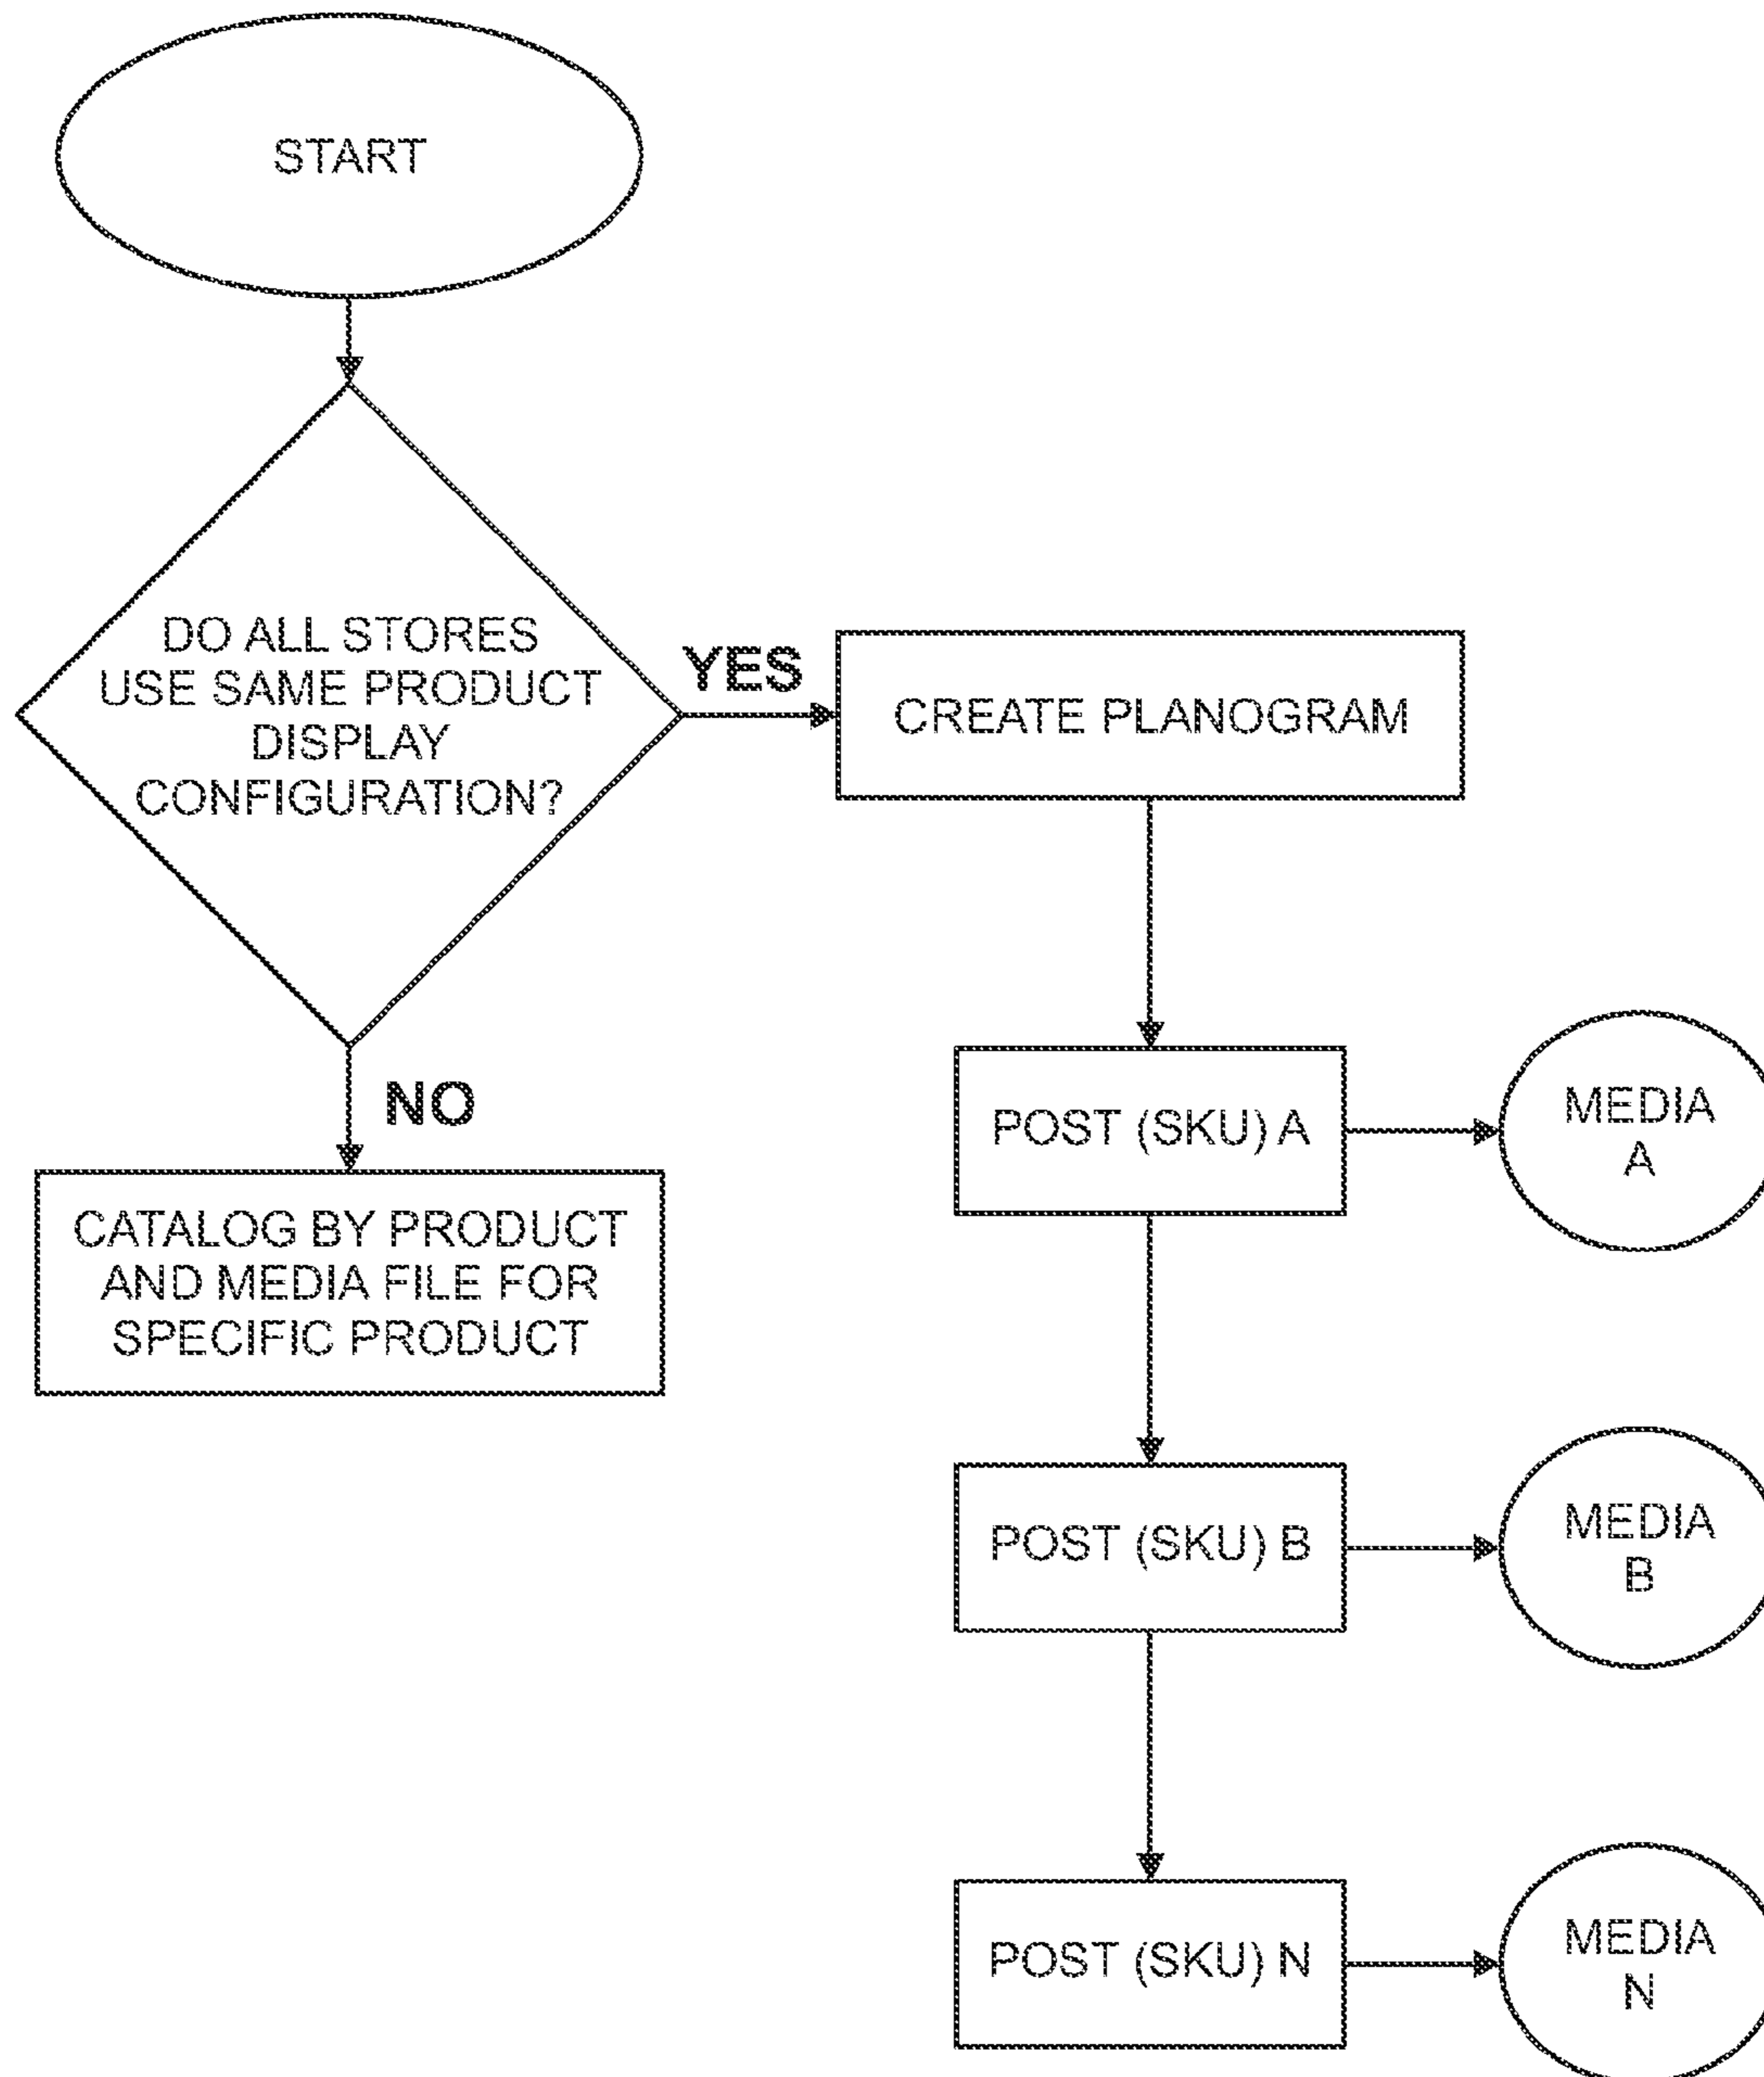 START
DO ALL STORES
USE SAME PRODUCT
DISPLAY
CONFIGURATION?
YES
CREATE PLANOGRAM
NO
CATALOG BY PRODUCT
AND MEDIA FILE FOR
SPECIFIC PRODUCT
POST (SKU) A
MEDIA
A
POST (SKU) B
MEDIA
B
POST (SKU) N
MEDIA
N